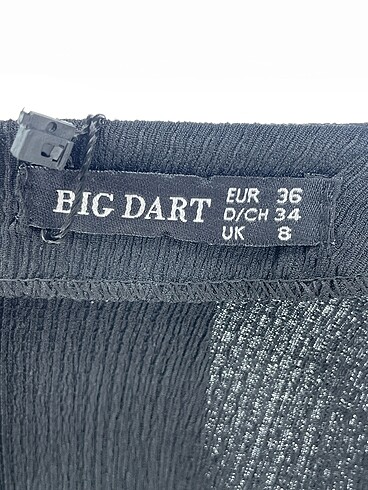 BIG DART
EUR 36
D/CH 34
UK 8